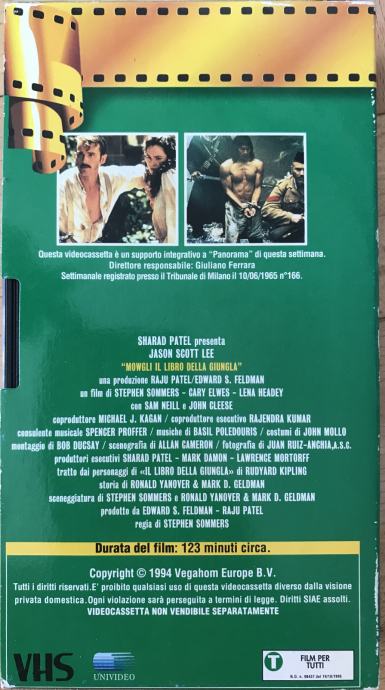 Questa videocassetta è un supporto integrativo a "Panorama" di questa settimana.
Direttore responsabile: Giuliano Ferrara
Settimanale registrato presso il Tribunale di Milano il 10/06/1965 n°166.
SHARAD PATEL presenta
JASON SCOTT LEE
"MOWGLI IL LIBRO DELLA GIUNGLA"
una produzione RAJU PATEL/EDWARD S. FELDMAN
un film di STEPHEN SOMMERS - CARY ELWES - LENA HEADEY
con SAM NEILL e JOHN CLEESE
coproduttore MICHAEL J. KAGAN / coproduttore esecutivo RAJENDRA KUMAR
consulente musicale SPENCER PROFFER / musiche di BASIL POLEDOURIS / costumi di JOHN MOLLO
montaggio di BOB DUCSAY / scenografia di ALLAN CAMERON / fotografia di JUAN RUIZ-ANCHIA,A.S.C.
produttori esecutivi SHARAD PATEL - MARK DAMON - LAWRENCE MORTORFF
tratto dai personaggi di «IL LIBRO DELLA GIUNGLA» di RUDYARD KIPLING
storia di RONALD YANOVER & MARK D. GELDMAN
sceneggiatura di STEPHEN SOMMERS e RONALD YANOVER & MARK D. GELDMAN
prodotto da EDWARD S. FELDMAN - RAJU PATEL
regia di STEPHEN SOMMERS
Durata del film: 123 minuti circa.
Copyright © 1994 Vegahom Europe B.V.
Tutti i diritti riservati.E' proibito qualsiasi uso di questa videocassetta diverso dalla visione
privata domestica.Ogni violazione sarà perseguita a termini di legge. Diritti SIAE assolti.
VIDEOCASSETTA NON VENDIBILE SEPARATAMENTE
VHS
UNIVIDEO
T
FILM PER
TUTTI